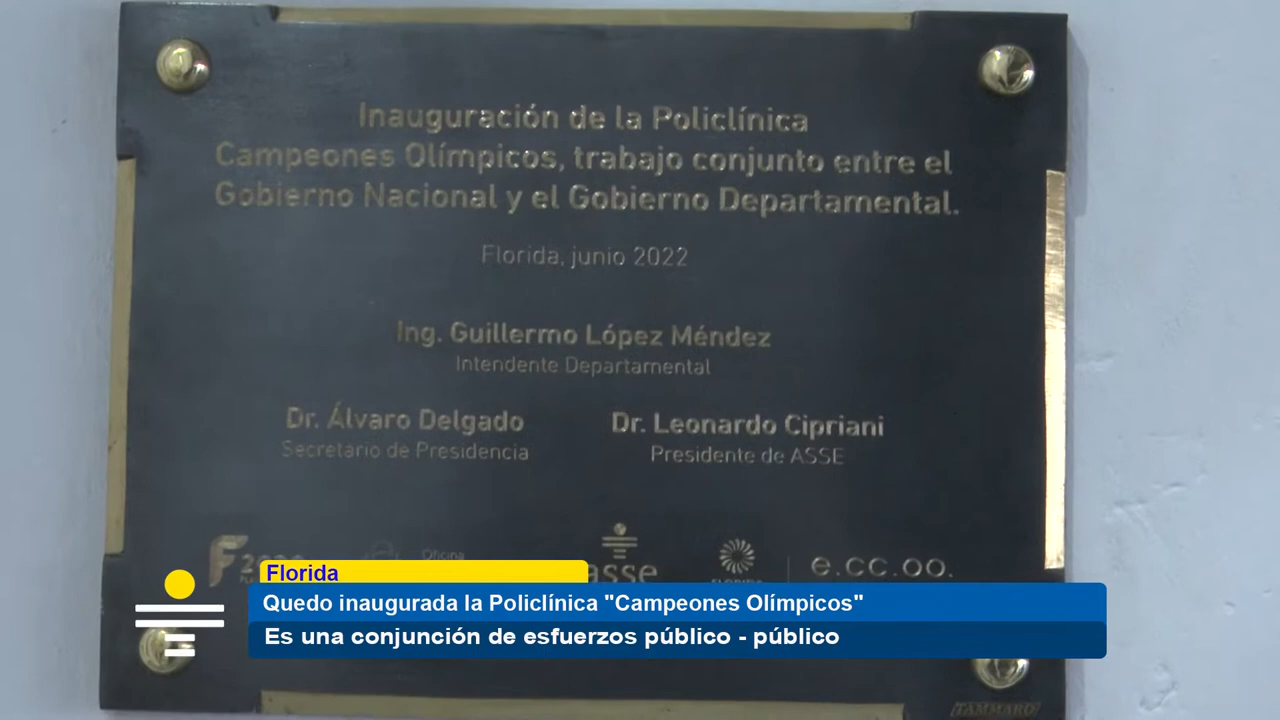 Inauguración de la Policlínica
Campeones Olímpicos, trabajo conjunto entre el
Gobierno Nacional y el Gobierno Departamental.
Florida, junio 2022
Ing. Guillermo López Méndez
Intendente Departamental
Dr. Álvaro Delgado
Secretario de Presidencia
Dr. Leonardo Cipriani
Presidente de ASSE
Oficina
asse
e.cc.oo.
Florida
Quedo inaugurada la Policlínica "Campeones Olímpicos"
Es una conjunción de esfuerzos público - público
TAMMARO